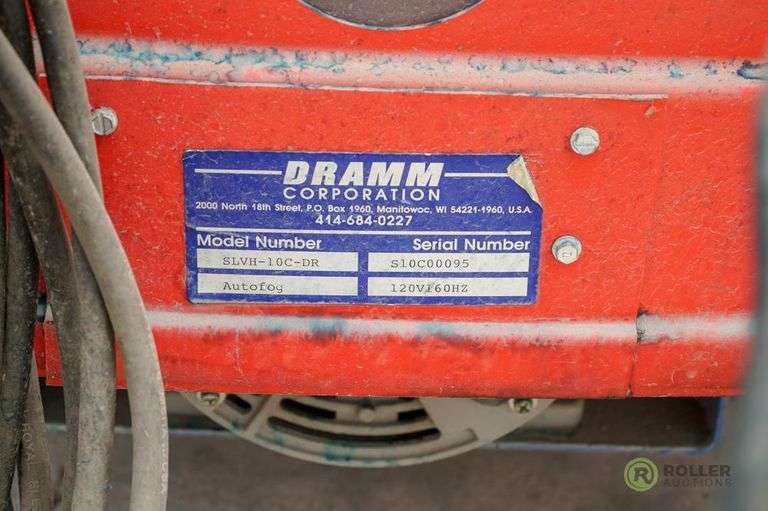 DRAMM
CORPORATION
2000 North 18th Street, P.O. Box 1960, Manitowoc, WI 54221-1960, U.S.A.
414-684-0227
Model Number Serial Number
SLVH-10C-DR S10C00095
Autofog 120V/60HZ
R ROLLER
AUCTIONS